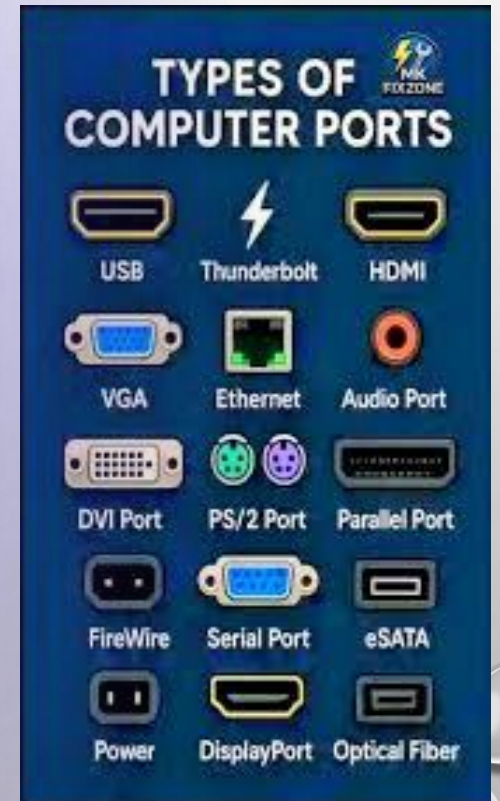 TYPES OF
COMPUTER PORTS
MK
FIXZONE
USB Thunderbolt HDMI
VGA Ethernet Audio Port
DVI Port PS/2 Port Parallel Port
FireWire Serial Port eSATA
Power DisplayPort Optical Fiber